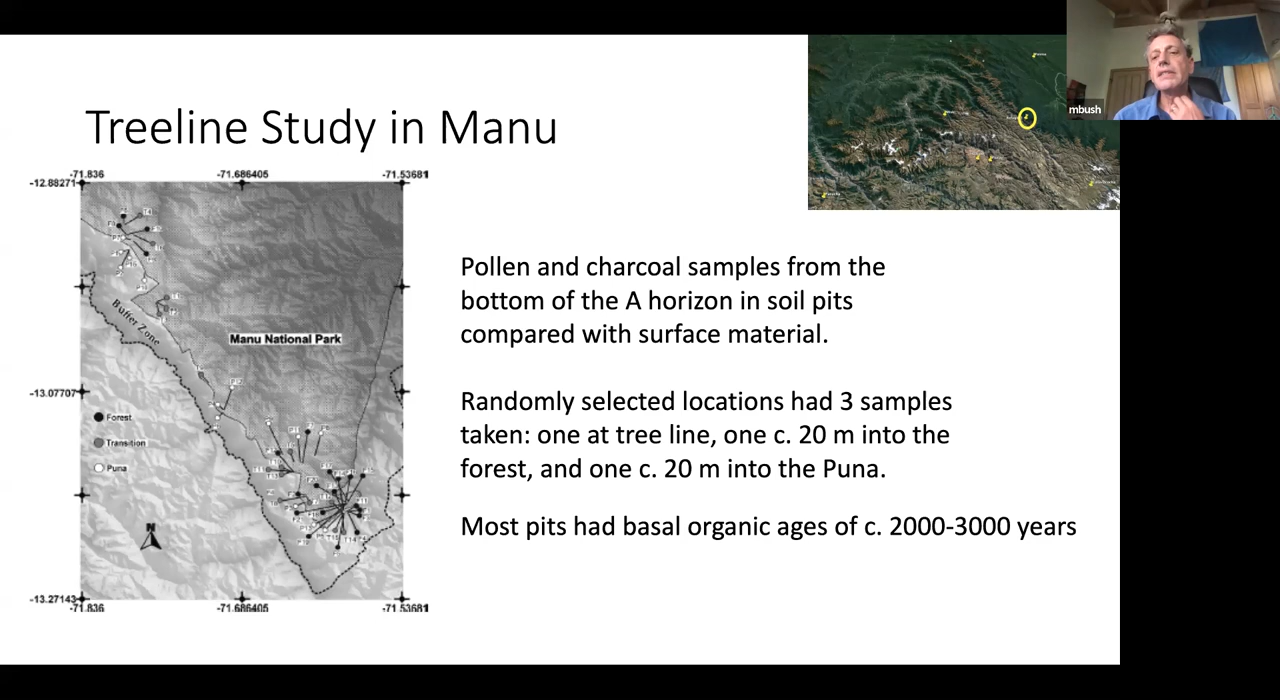 mbush
Treeline Study in Manu
-71.836
-71.686405
-71.53681
-12.88271
Buffer Zone
Manu National Park
-13.07707
Forest
Transition
Puna
N
-13.27143
-71.836
-71.686405
-71.53681
Pollen and charcoal samples from the
bottom of the A horizon in soil pits
compared with surface material.
Randomly selected locations had 3 samples
taken: one at tree line, one c. 20 m into the
forest, and one c. 20 m into the Puna.
Most pits had basal organic ages of c. 2000-3000 years